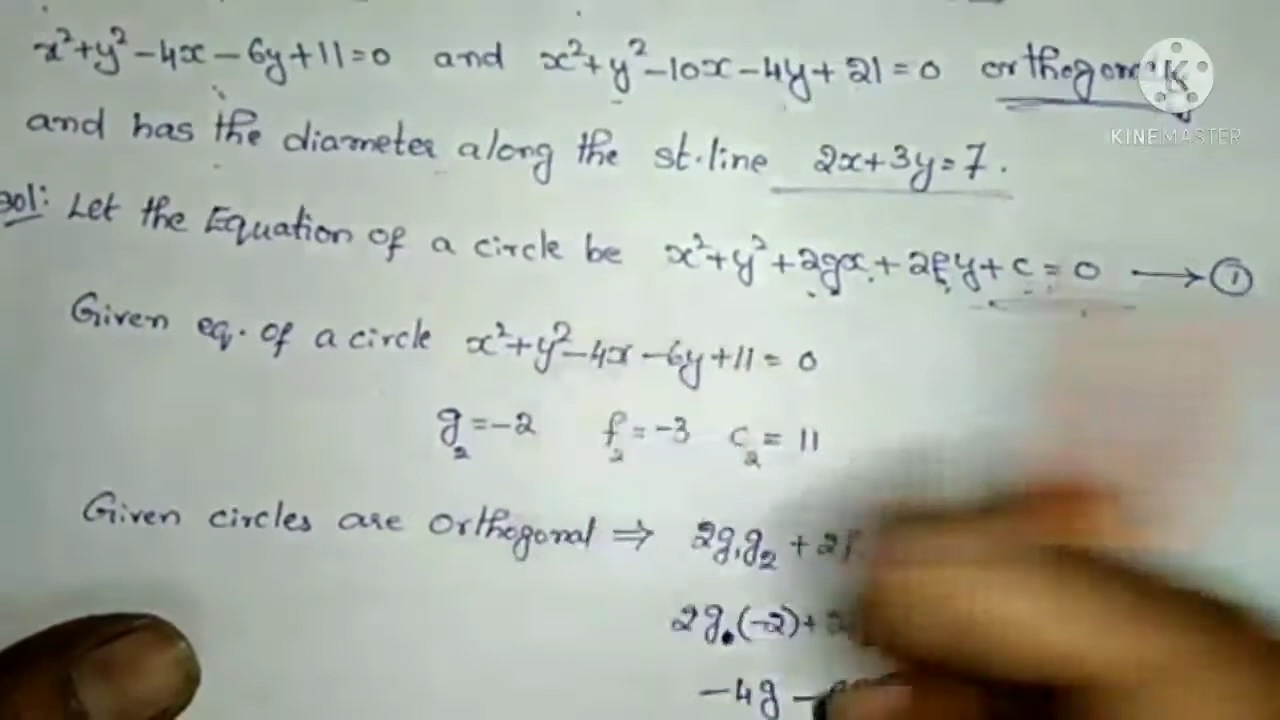 x²+y²-4x-6y+11=0 and x²+y²-10x-4y+21=0
KINEMASTER
and has the diameter along the st.line 2x+3y=7.
Sol: Let the Equation of a circle be x²+y²+2gx+2fy+c=0 → ①
Given eq. of a circle x²+y²-4x-6y+11=0
g₂=-2 f₂=-3 c₂=11
Given circles are orthogonal ⇒ 2g₁g₂+2f
2g.(-2)+2
-4g-